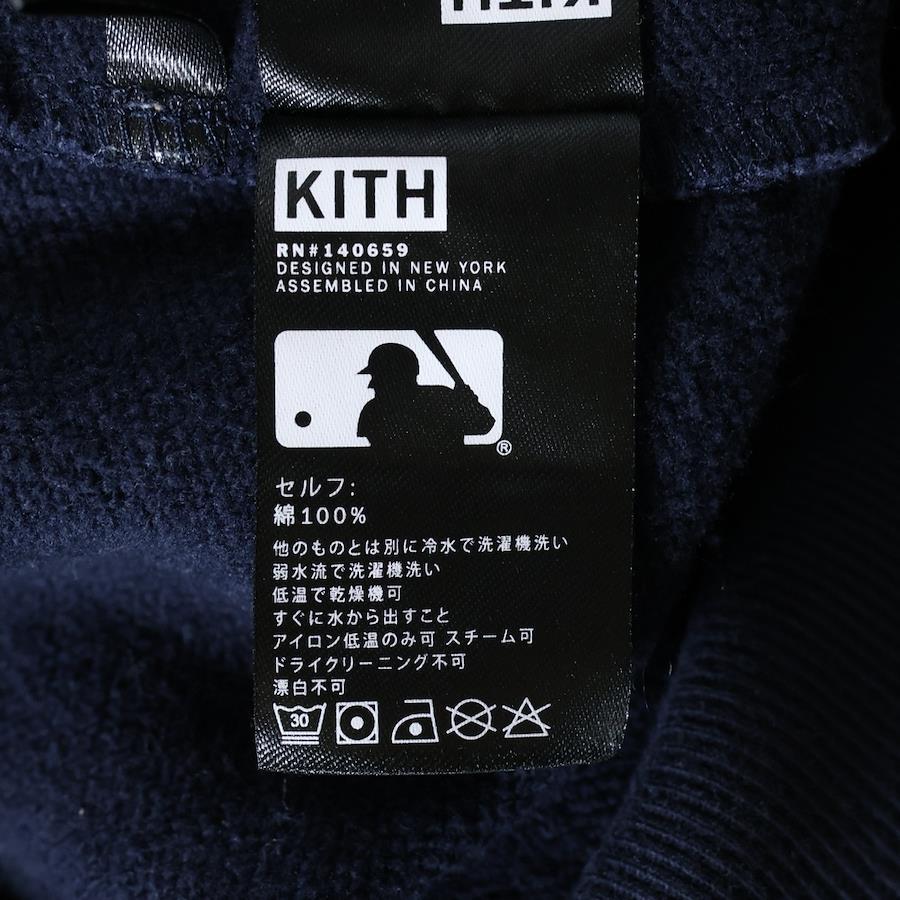 KITH
KITH
RN#140659
DESIGNED IN NEW YORK
ASSEMBLED IN CHINA
®
セルフ:
綿100%
他のものとは別に冷水で洗濯機洗い
弱水流で洗濯機洗い
低温で乾燥機可
すぐに水から出すこと
アイロン低温のみ可 スチーム可
ドライクリーニング不可
漂白不可
30